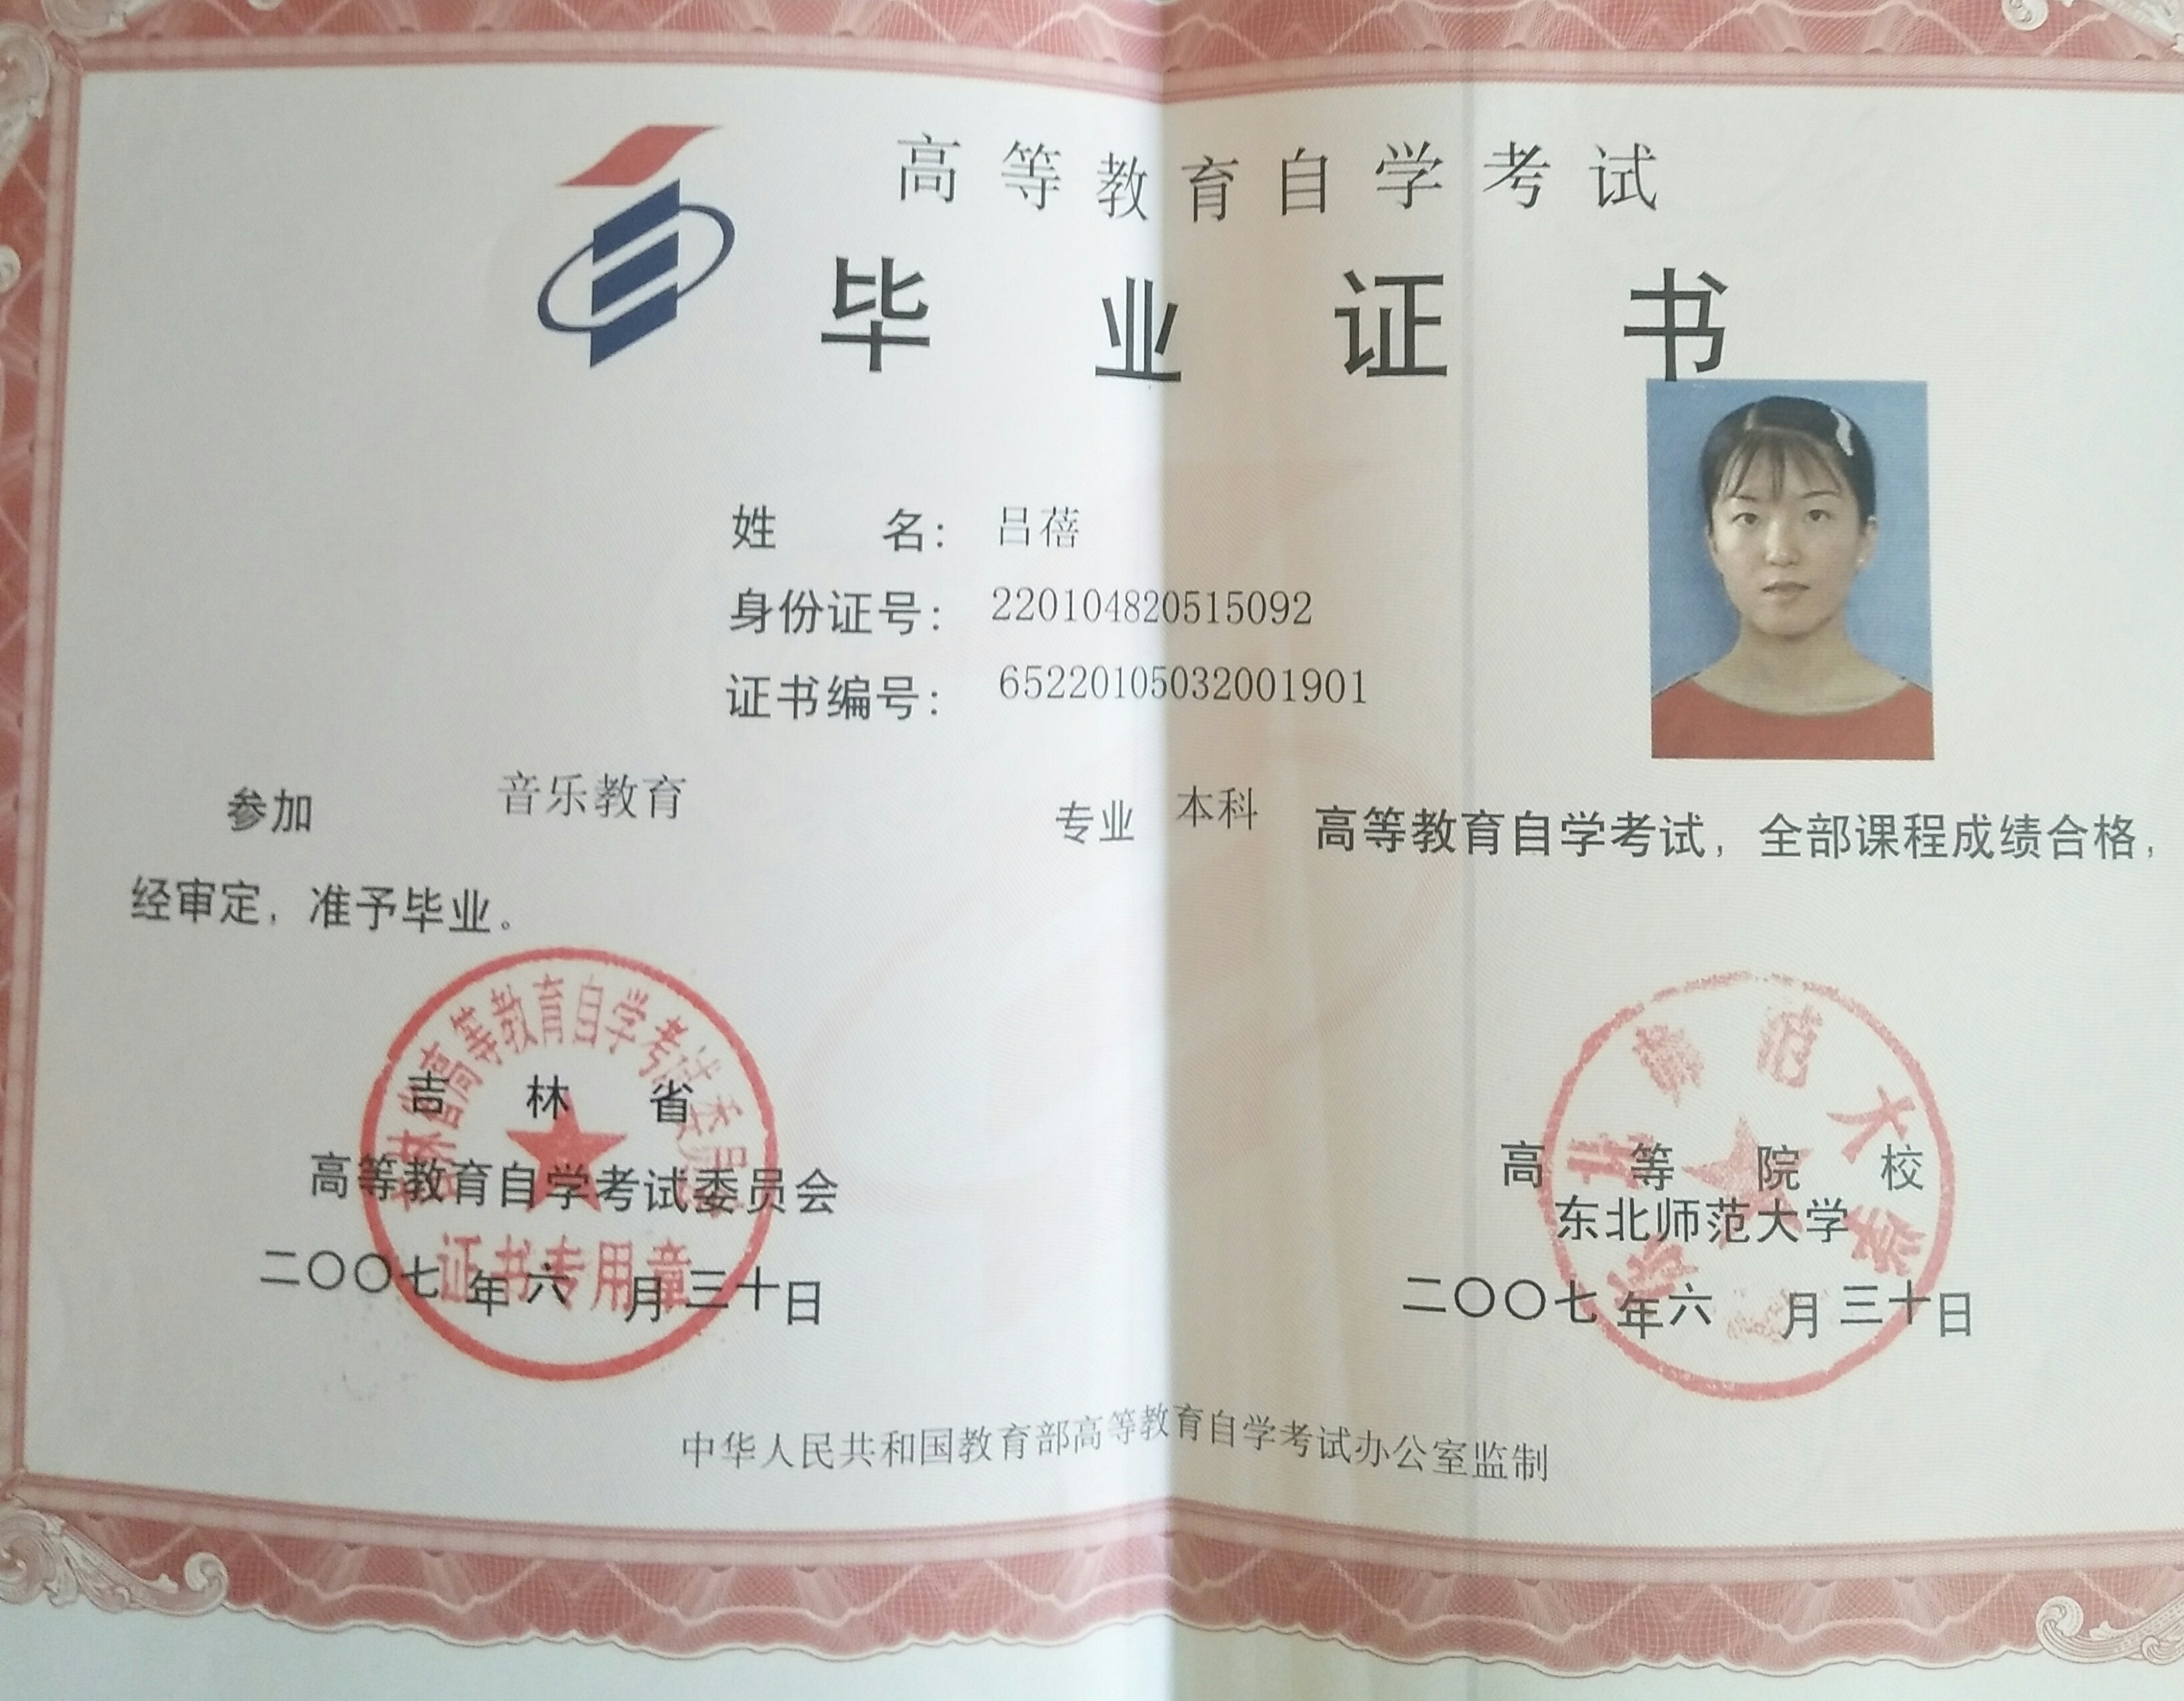 高等教育自学考试
毕业证书
姓名：吕蓓
身份证号：220104820515092
证书编号：65220105032001901
参加 音乐教育 专业 本科 高等教育自学考试，全部课程成绩合格，
经审定，准予毕业。
吉林省高等教育自学考试委员会
证书专用章
吉林省
高等教育自学考试委员会
二〇〇七年六月三十日
东北师范大学
高等院校
东北师范大学
二〇〇七年六月三十日
中华人民共和国教育部高等教育自学考试办公室监制